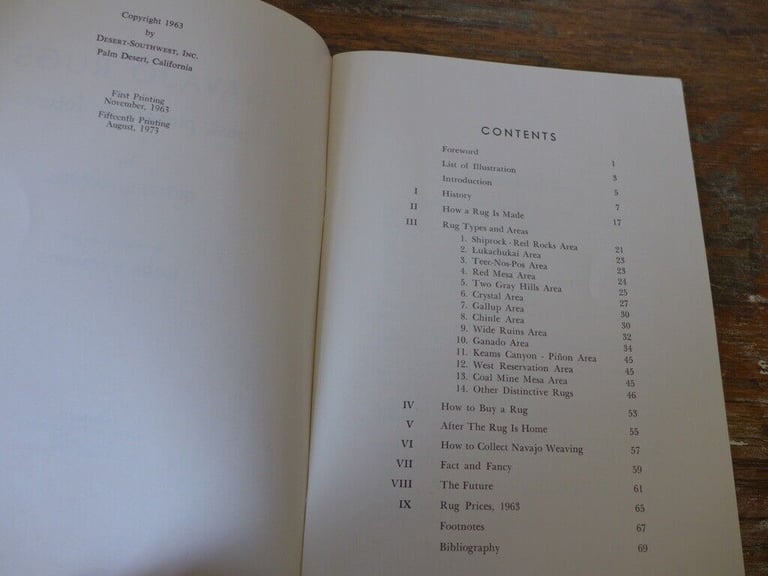 Copyright 1963
by
Desert-Southwest, Inc.
Palm Desert, California
First Printing
November, 1963
Fifteenth Printing
August, 1973
CONTENTS
Foreword 1
List of Illustration 3
Introduction 5
I History 7
II How a Rug Is Made 17
III Rug Types and Areas
1. Shiprock - Red Rocks Area 21
2. Lukachukai Area 23
3. Teec-Nos-Pos Area 23
4. Red Mesa Area 24
5. Two Gray Hills Area 25
6. Crystal Area 27
7. Gallup Area 30
8. Chinle Area 30
9. Wide Ruins Area 32
10. Ganado Area 34
11. Keams Canyon - Piñon Area 45
12. West Reservation Area 45
13. Coal Mine Mesa Area 45
14. Other Distinctive Rugs 46
IV How to Buy a Rug 53
V After The Rug Is Home 55
VI How to Collect Navajo Weaving 57
VII Fact and Fancy 59
VIII The Future 61
IX Rug Prices, 1963 65
Footnotes 67
Bibliography 69